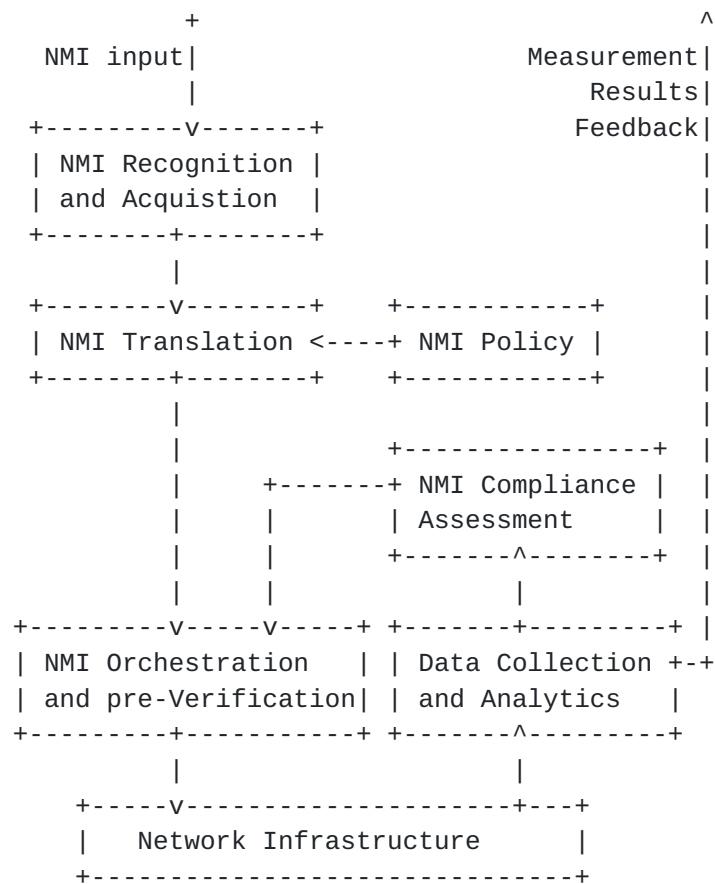 NMI input
Measurement
Results
Feedback
NMI Recognition
and Acquistion
NMI Translation
NMI Policy
NMI Compliance
Assessment
NMI Orchestration
and pre-Verification
Data Collection
and Analytics
Network Infrastructure